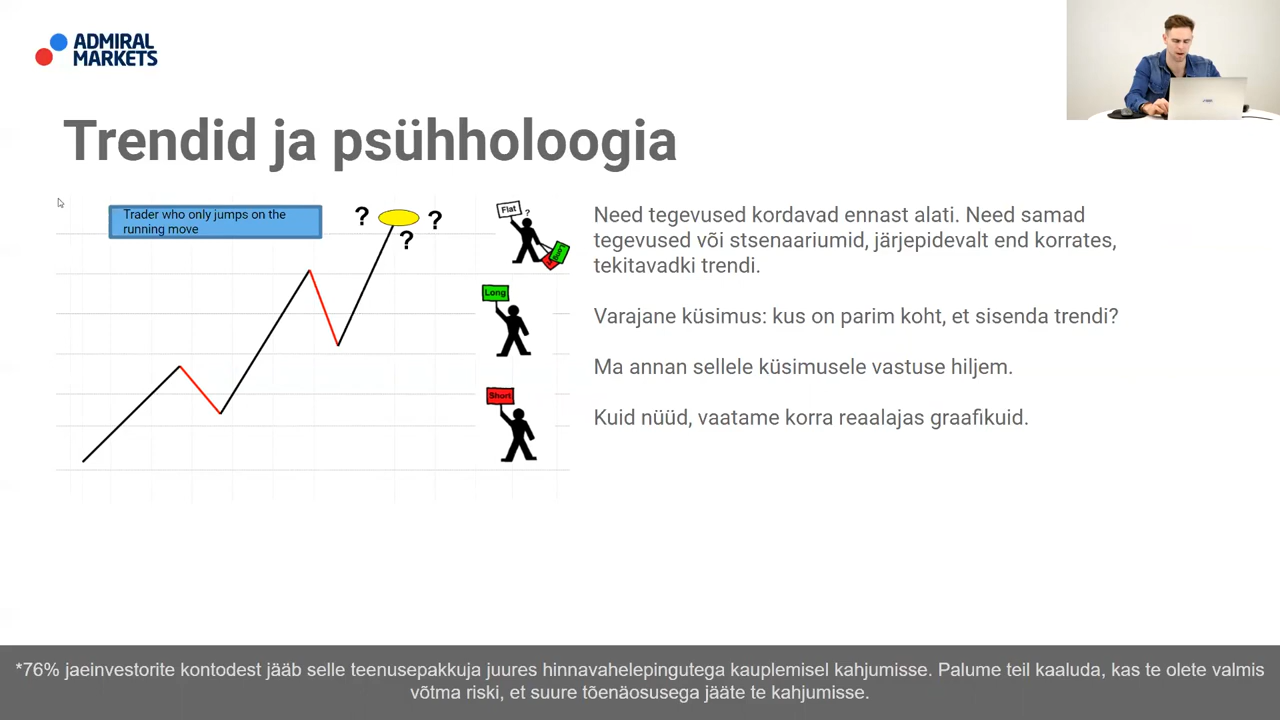 ADMIRAL
MARKETS
Trendid ja psühholoogia
Trader who only jumps on the
running move
? ?
?
Flat
?
Long
Short
Need tegevused kordavad ennast alati. Need samad
tegevused või stsenaariumid, järjepidevalt end korrates,
tekitavadki trendi.
Varajane küsimus: kus on parim koht, et sisenda trendi?
Ma annan sellele küsimusele vastuse hiljem.
Kuid nüüd, vaatame korra reaalajas graafikuid.
*76% jaeinvestorite kontodest jääb selle teenusepakkuja juures hinnavahelepingutega kauplemisel kahjumisse. Palume teil kaaluda, kas te olete valmis
võtma riski, et suure tõenäosusega jääte te kahjumisse.